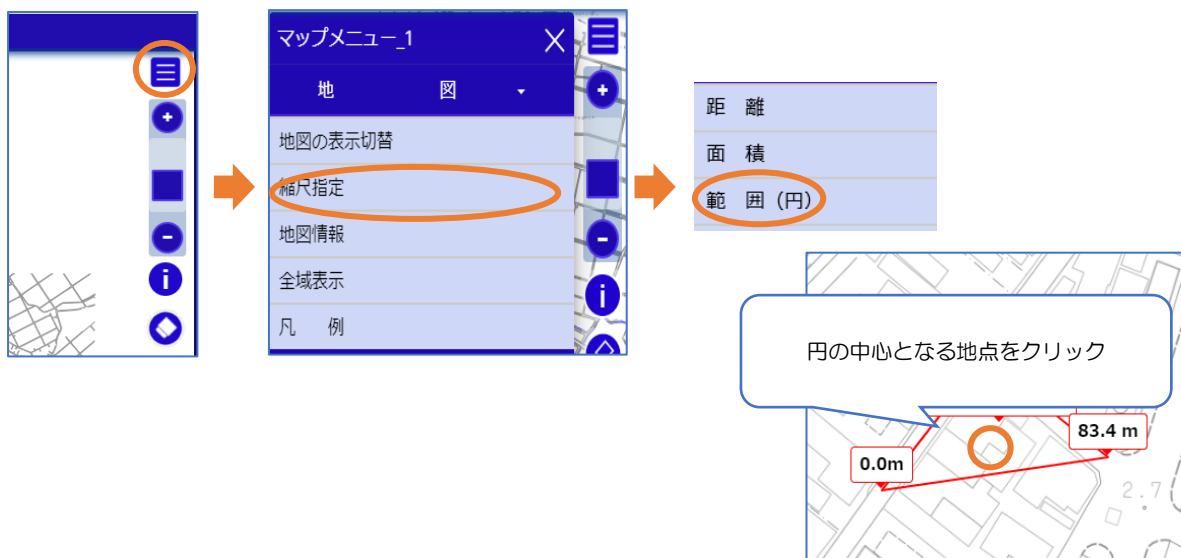 マップメニュー_1
地　図
地図の表示切替
縮尺指定
地図情報
全域表示
凡　例
距　離
面　積
範　囲（円）
円の中心となる地点をクリック
83.4 m
0.0m
2.7